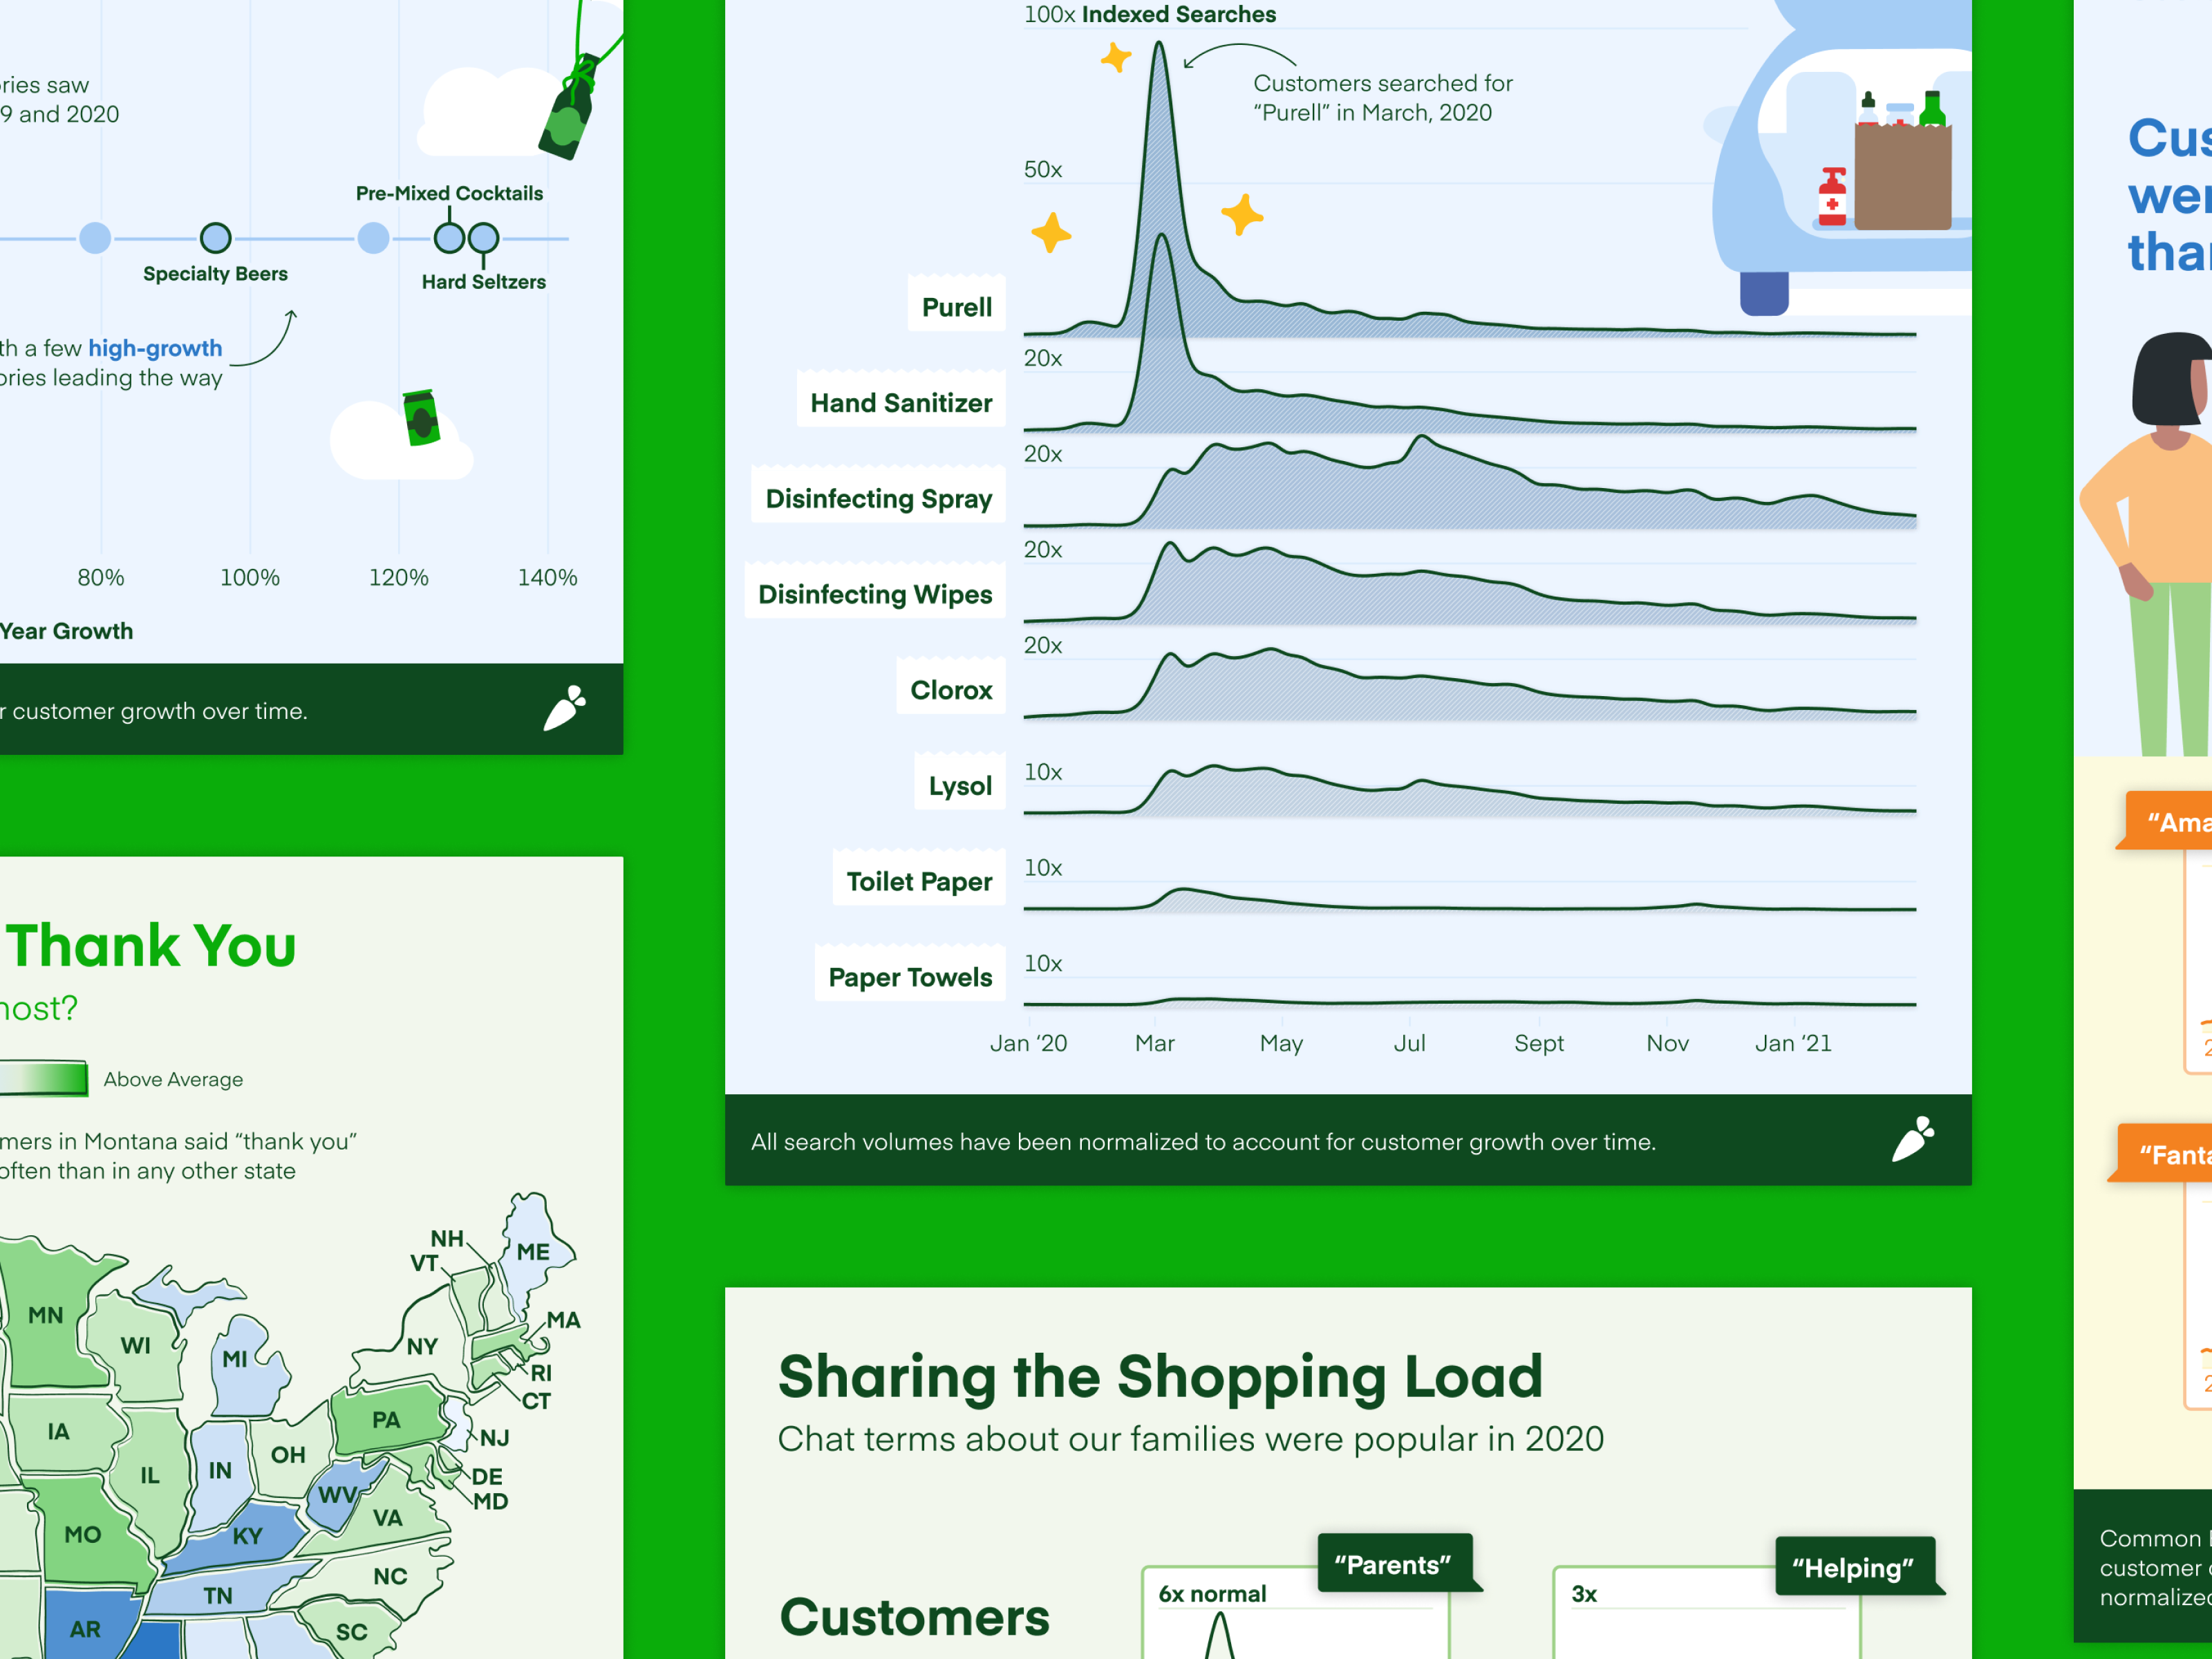 ries saw
9 and 2020
Pre-Mixed Cocktails
Specialty Beers
Hard Seltzers
th a few high-growth
ories leading the way
80%
100%
120%
140%
Year Growth
r customer growth over time.
Thank You
nost?
Above Average
mers in Montana said “thank you”
often than in any other state
NH
VT
ME
MN
WI
MI
NY
MA
RI
CT
IA
PA
NJ
IL
IN
OH
DE
MD
WV
VA
MO
KY
NC
TN
AR
SC
100x Indexed Searches
Customers searched for
“Purell” in March, 2020
50x
Purell
20x
Hand Sanitizer
20x
Disinfecting Spray
20x
Disinfecting Wipes
20x
Clorox
10x
Lysol
10x
Toilet Paper
10x
Paper Towels
Jan ‘20
Mar
May
Jul
Sept
Nov
Jan ‘21
All search volumes have been normalized to account for customer growth over time.
Sharing the Shopping Load
Chat terms about our families were popular in 2020
Customers
“Parents”
6x normal
“Helping”
3x
Cus
wer
than
“Ama
2
“Fanta
2
Common
customer
normalized